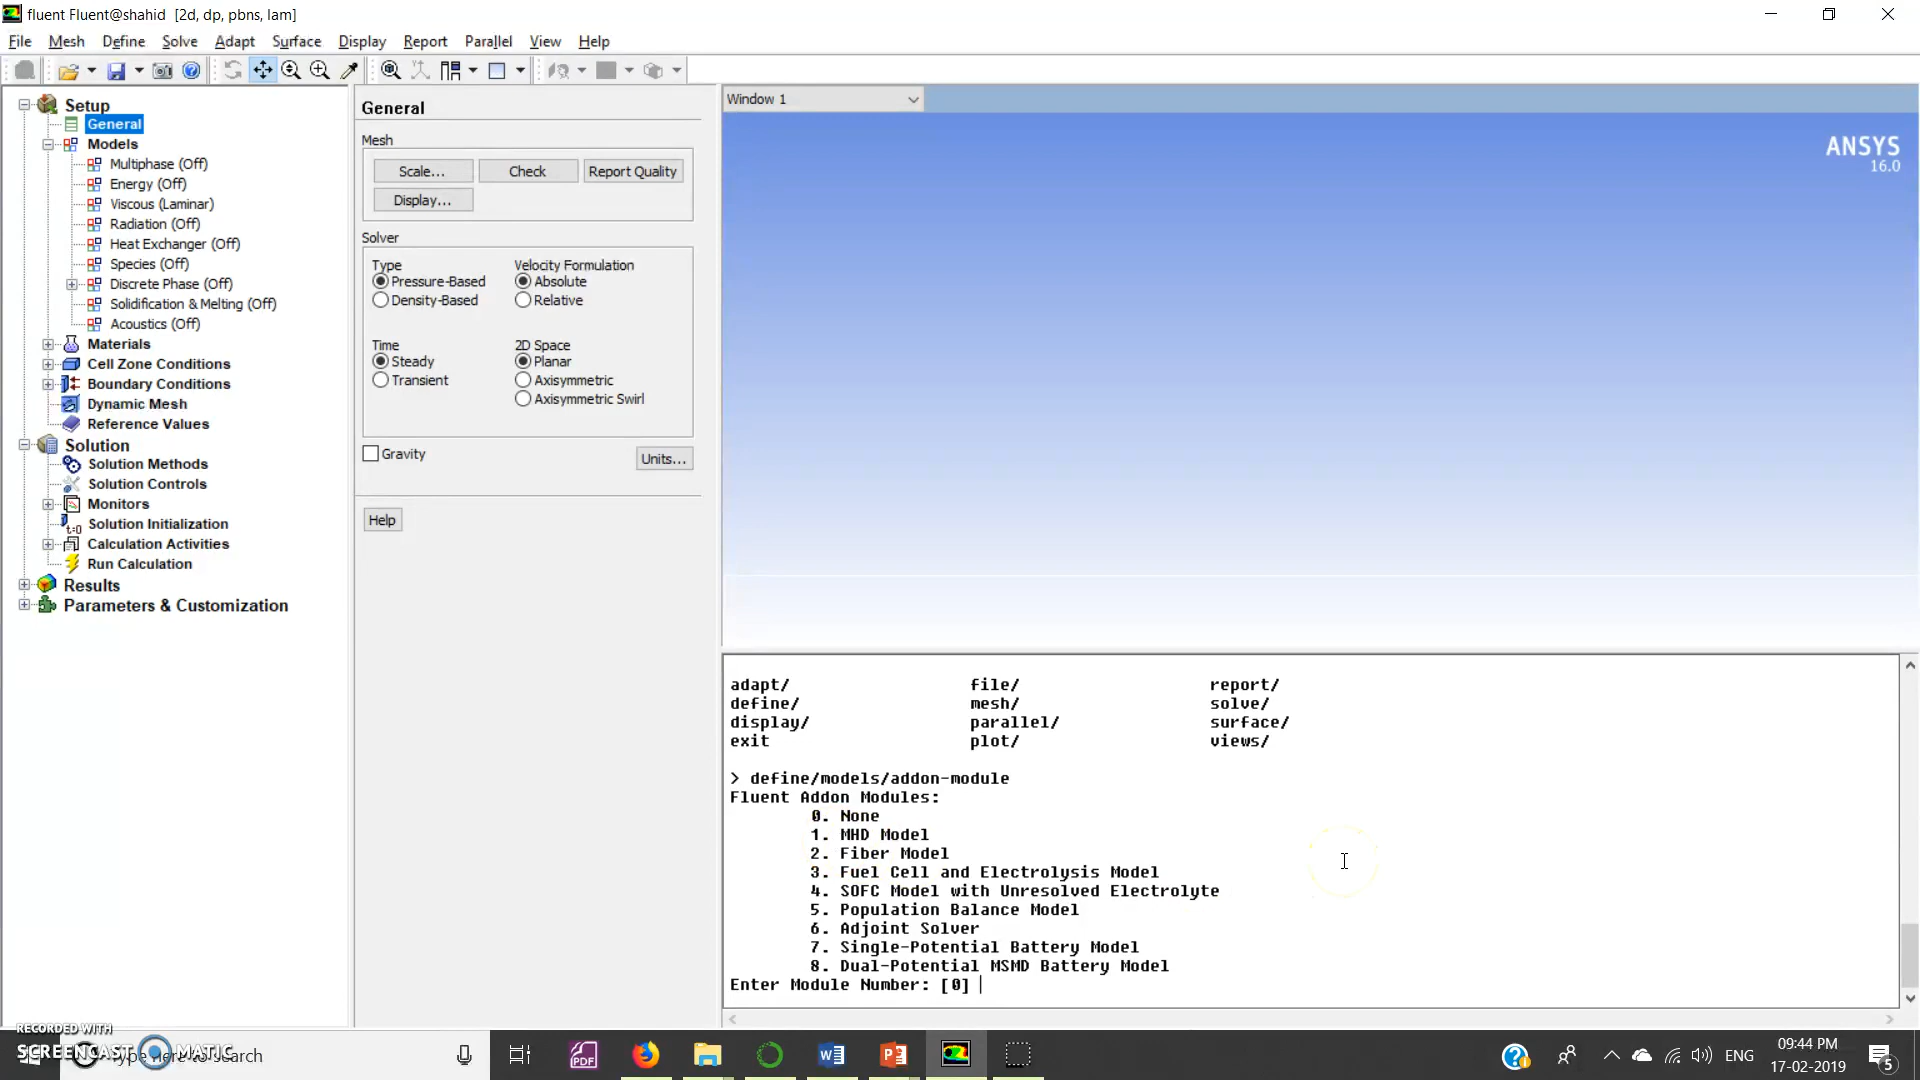 fluent Fluent@shahid [2d, dp, pbns, lam]
File Mesh Define Solve Adapt Surface Display Report Parallel View Help
Setup
General
Models
Multiphase (Off)
Energy (Off)
Viscous (Laminar)
Radiation (Off)
Heat Exchanger (Off)
Species (Off)
Discrete Phase (Off)
Solidification & Melting (Off)
Acoustics (Off)
Materials
Cell Zone Conditions
Boundary Conditions
Dynamic Mesh
Reference Values
Solution
Solution Methods
Solution Controls
Monitors
t=0 Solution Initialization
Calculation Activities
Run Calculation
Results
Parameters & Customization
General
Mesh
Scale... Check Report Quality
Display...
Solver
Type Velocity Formulation
Pressure-Based Absolute
Density-Based Relative
Time 2D Space
Steady Planar
Transient Axisymmetric
Axisymmetric Swirl
Gravity Units...
Help
Window 1
ANSYS
16.0
adapt/ file/ report/
define/ mesh/ solve/
display/ parallel/ surface/
exit plot/ views/
> define/models/addon-module
Fluent Addon Modules:
0. None
1. MHD Model
2. Fiber Model
3. Fuel Cell and Electrolysis Model
4. SOFC Model with Unresolved Electrolyte
5. Population Balance Model
6. Adjoint Solver
7. Single-Potential Battery Model
8. Dual-Potential MSMD Battery Model
Enter Module Number: [0]
RECORDED WITH
SCREENCAST MATIC
Type here to search
PDF
ENG
09:44 PM
17-02-2019
5